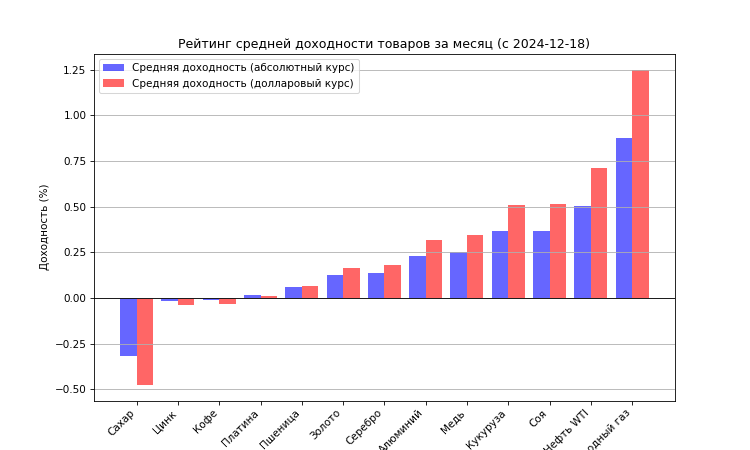 Рейтинг средней доходности товаров за месяц (с 2024-12-18)
Средняя доходность (абсолютный курс)
Средняя доходность (долларовый курс)
Доходность (%)
1.25
1.00
0.75
0.50
0.25
0.00
−0.25
−0.50
Сахар
Цинк
Кофе
Платина
Пшеница
Золото
Серебро
Алюминий
Медь
Кукуруза
Соя
Нефть WTI
газ